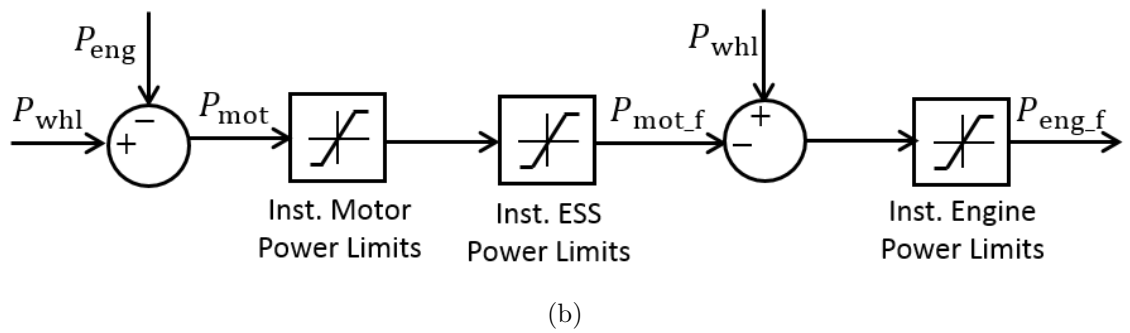 P_eng
P_whl
P_mot
Inst. Motor
Power Limits
Inst. ESS
Power Limits
P_mot_f
P_whl
Inst. Engine
Power Limits
P_eng_f
+
−
−
+
(b)